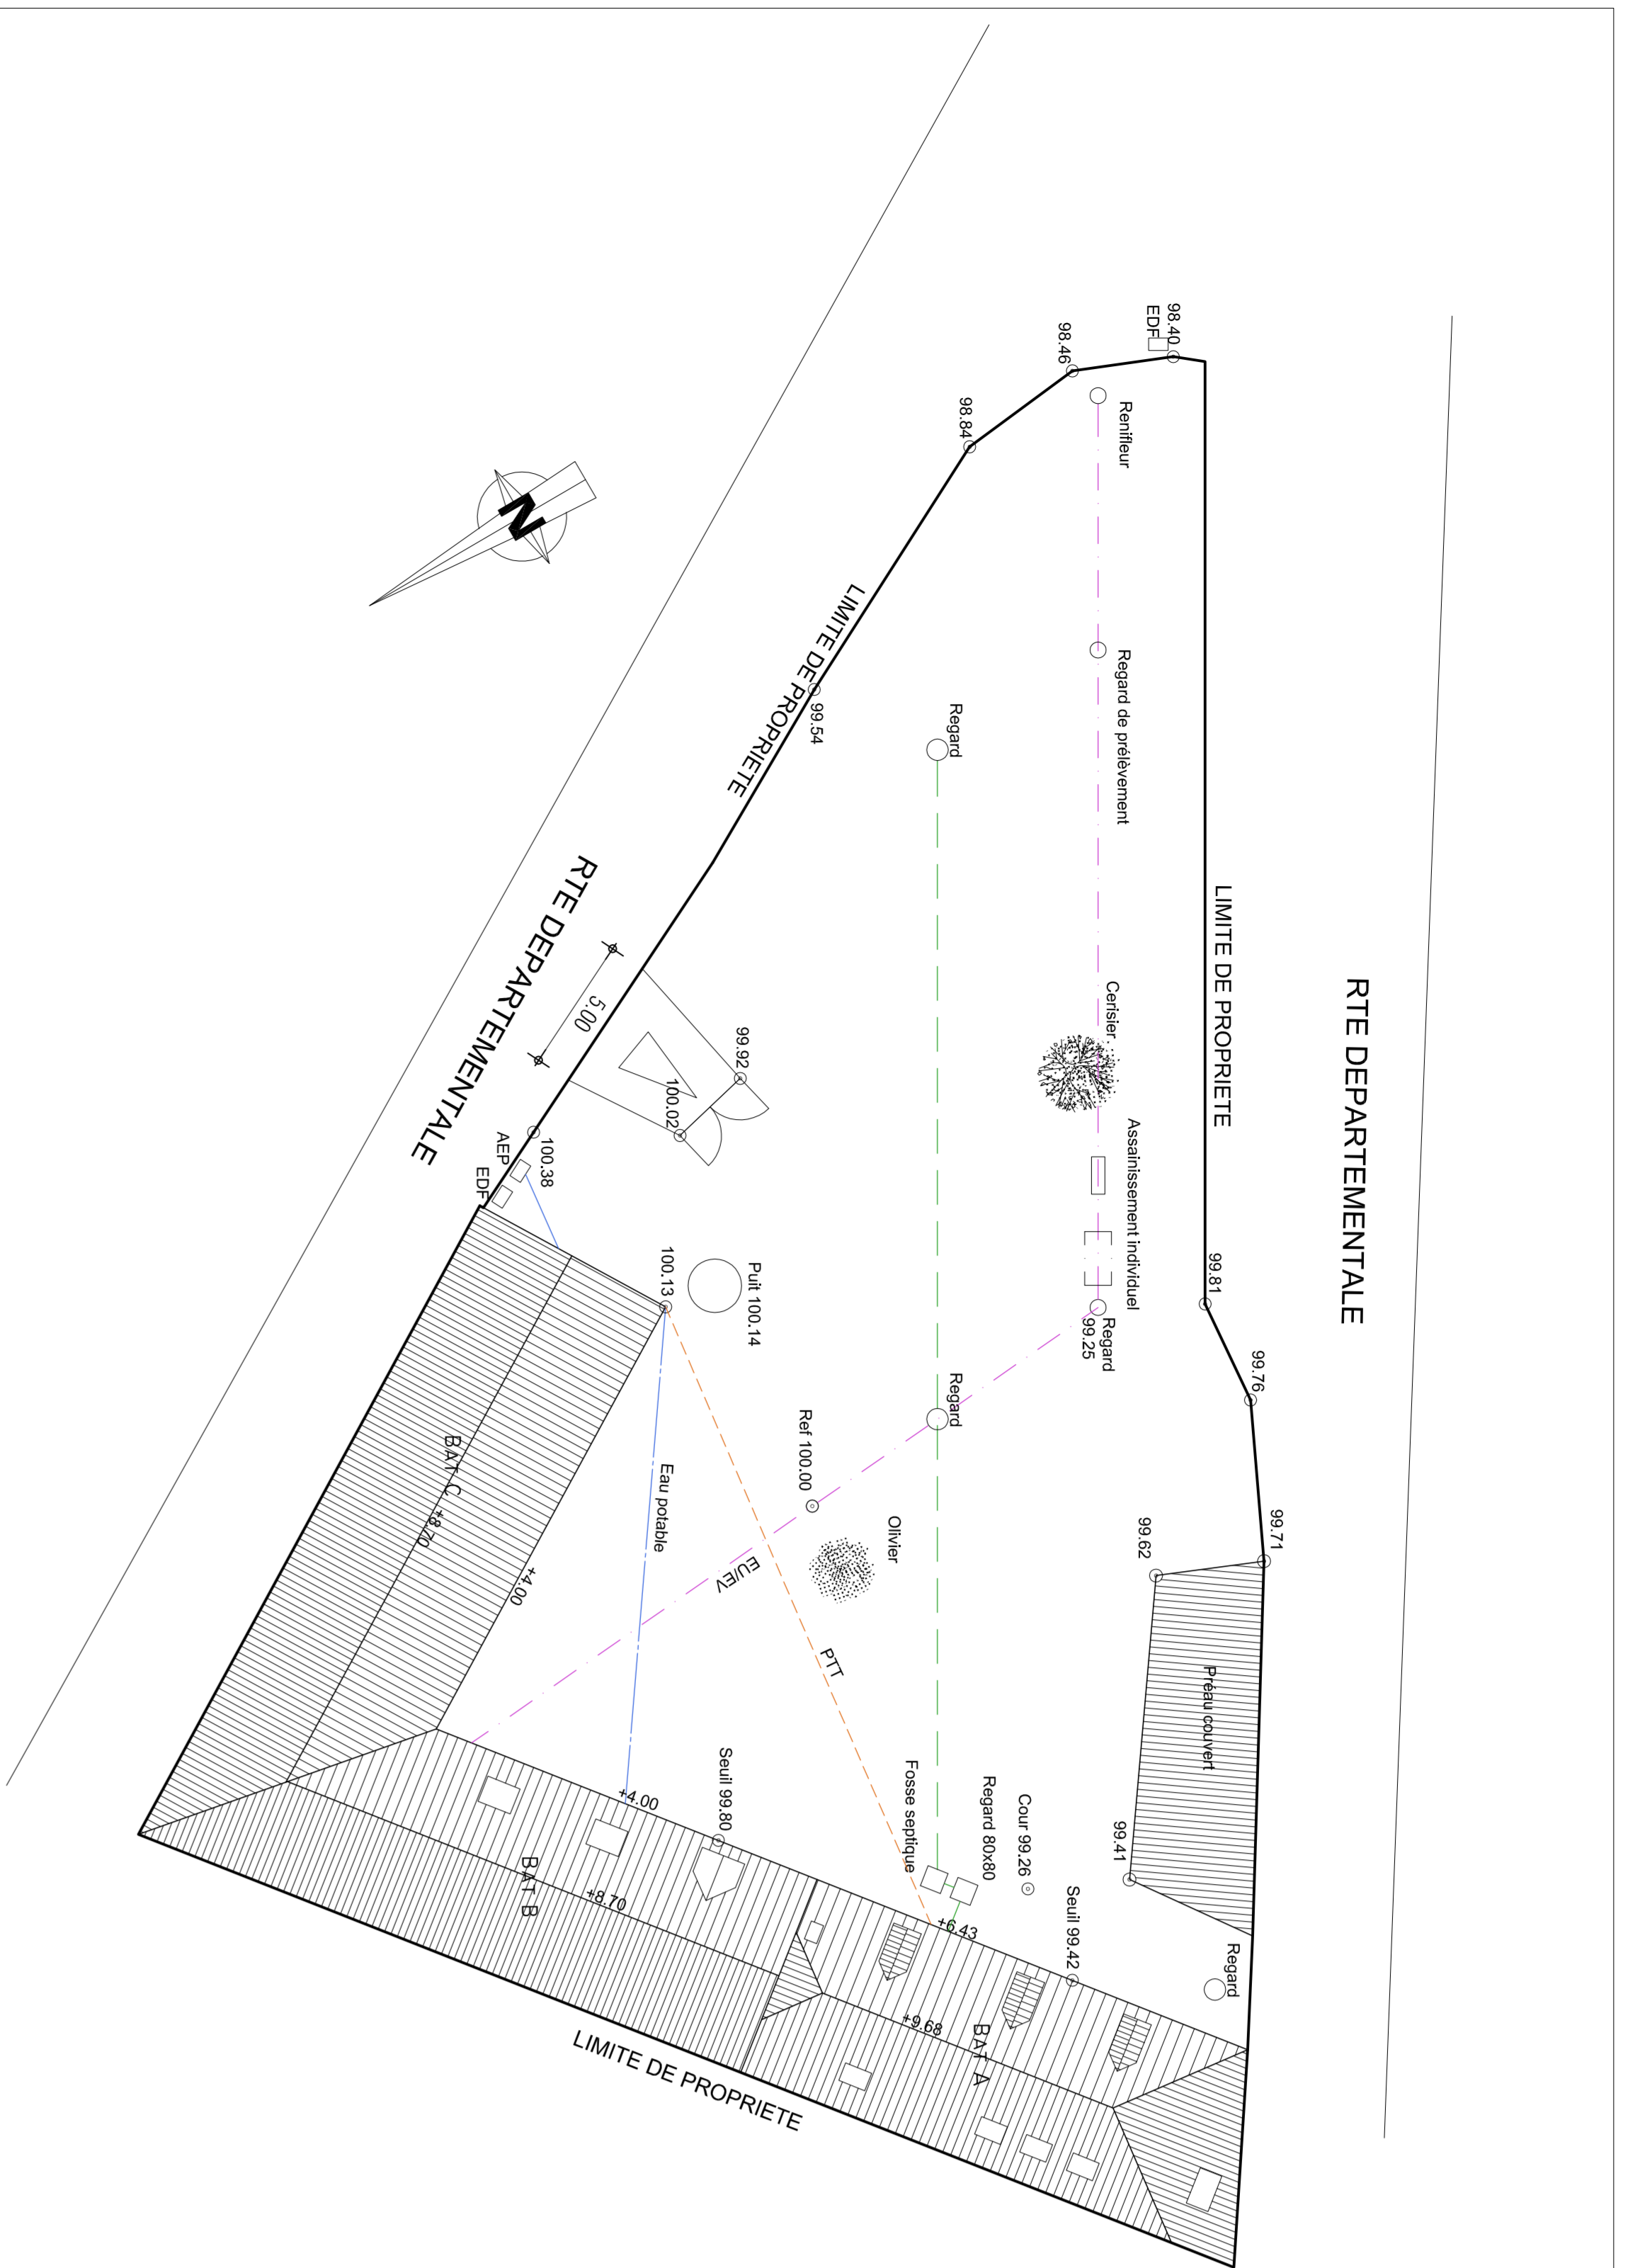 98.40
EDF
98.46
98.84
Renifleur
N
LIMITE DE PROPRIETE
99.54
Regard de prélèvement
Regard
LIMITE DE PROPRIETE
RTE DEPARTEMENTALE
RTE DEPARTEMENTALE
5.00
99.92
100.02
Cerisier
Assainissement individuel
100.38
AEP
EDF
100.13
Puit 100.14
Regard
99.25
99.81
99.76
Regard
Ref 100.00
Olivier
99.71
99.62
BAT C
+8.70
+4.00
Eau potable
EU/EV
PTT
Préau couvert
Seuil 99.80
+4.00
Fosse septique
Regard 80x80
Cour 99.26
99.41
Seuil 99.42
Regard
BAT B
+8.70
+6.43
+9.68
BAT A
LIMITE DE PROPRIETE